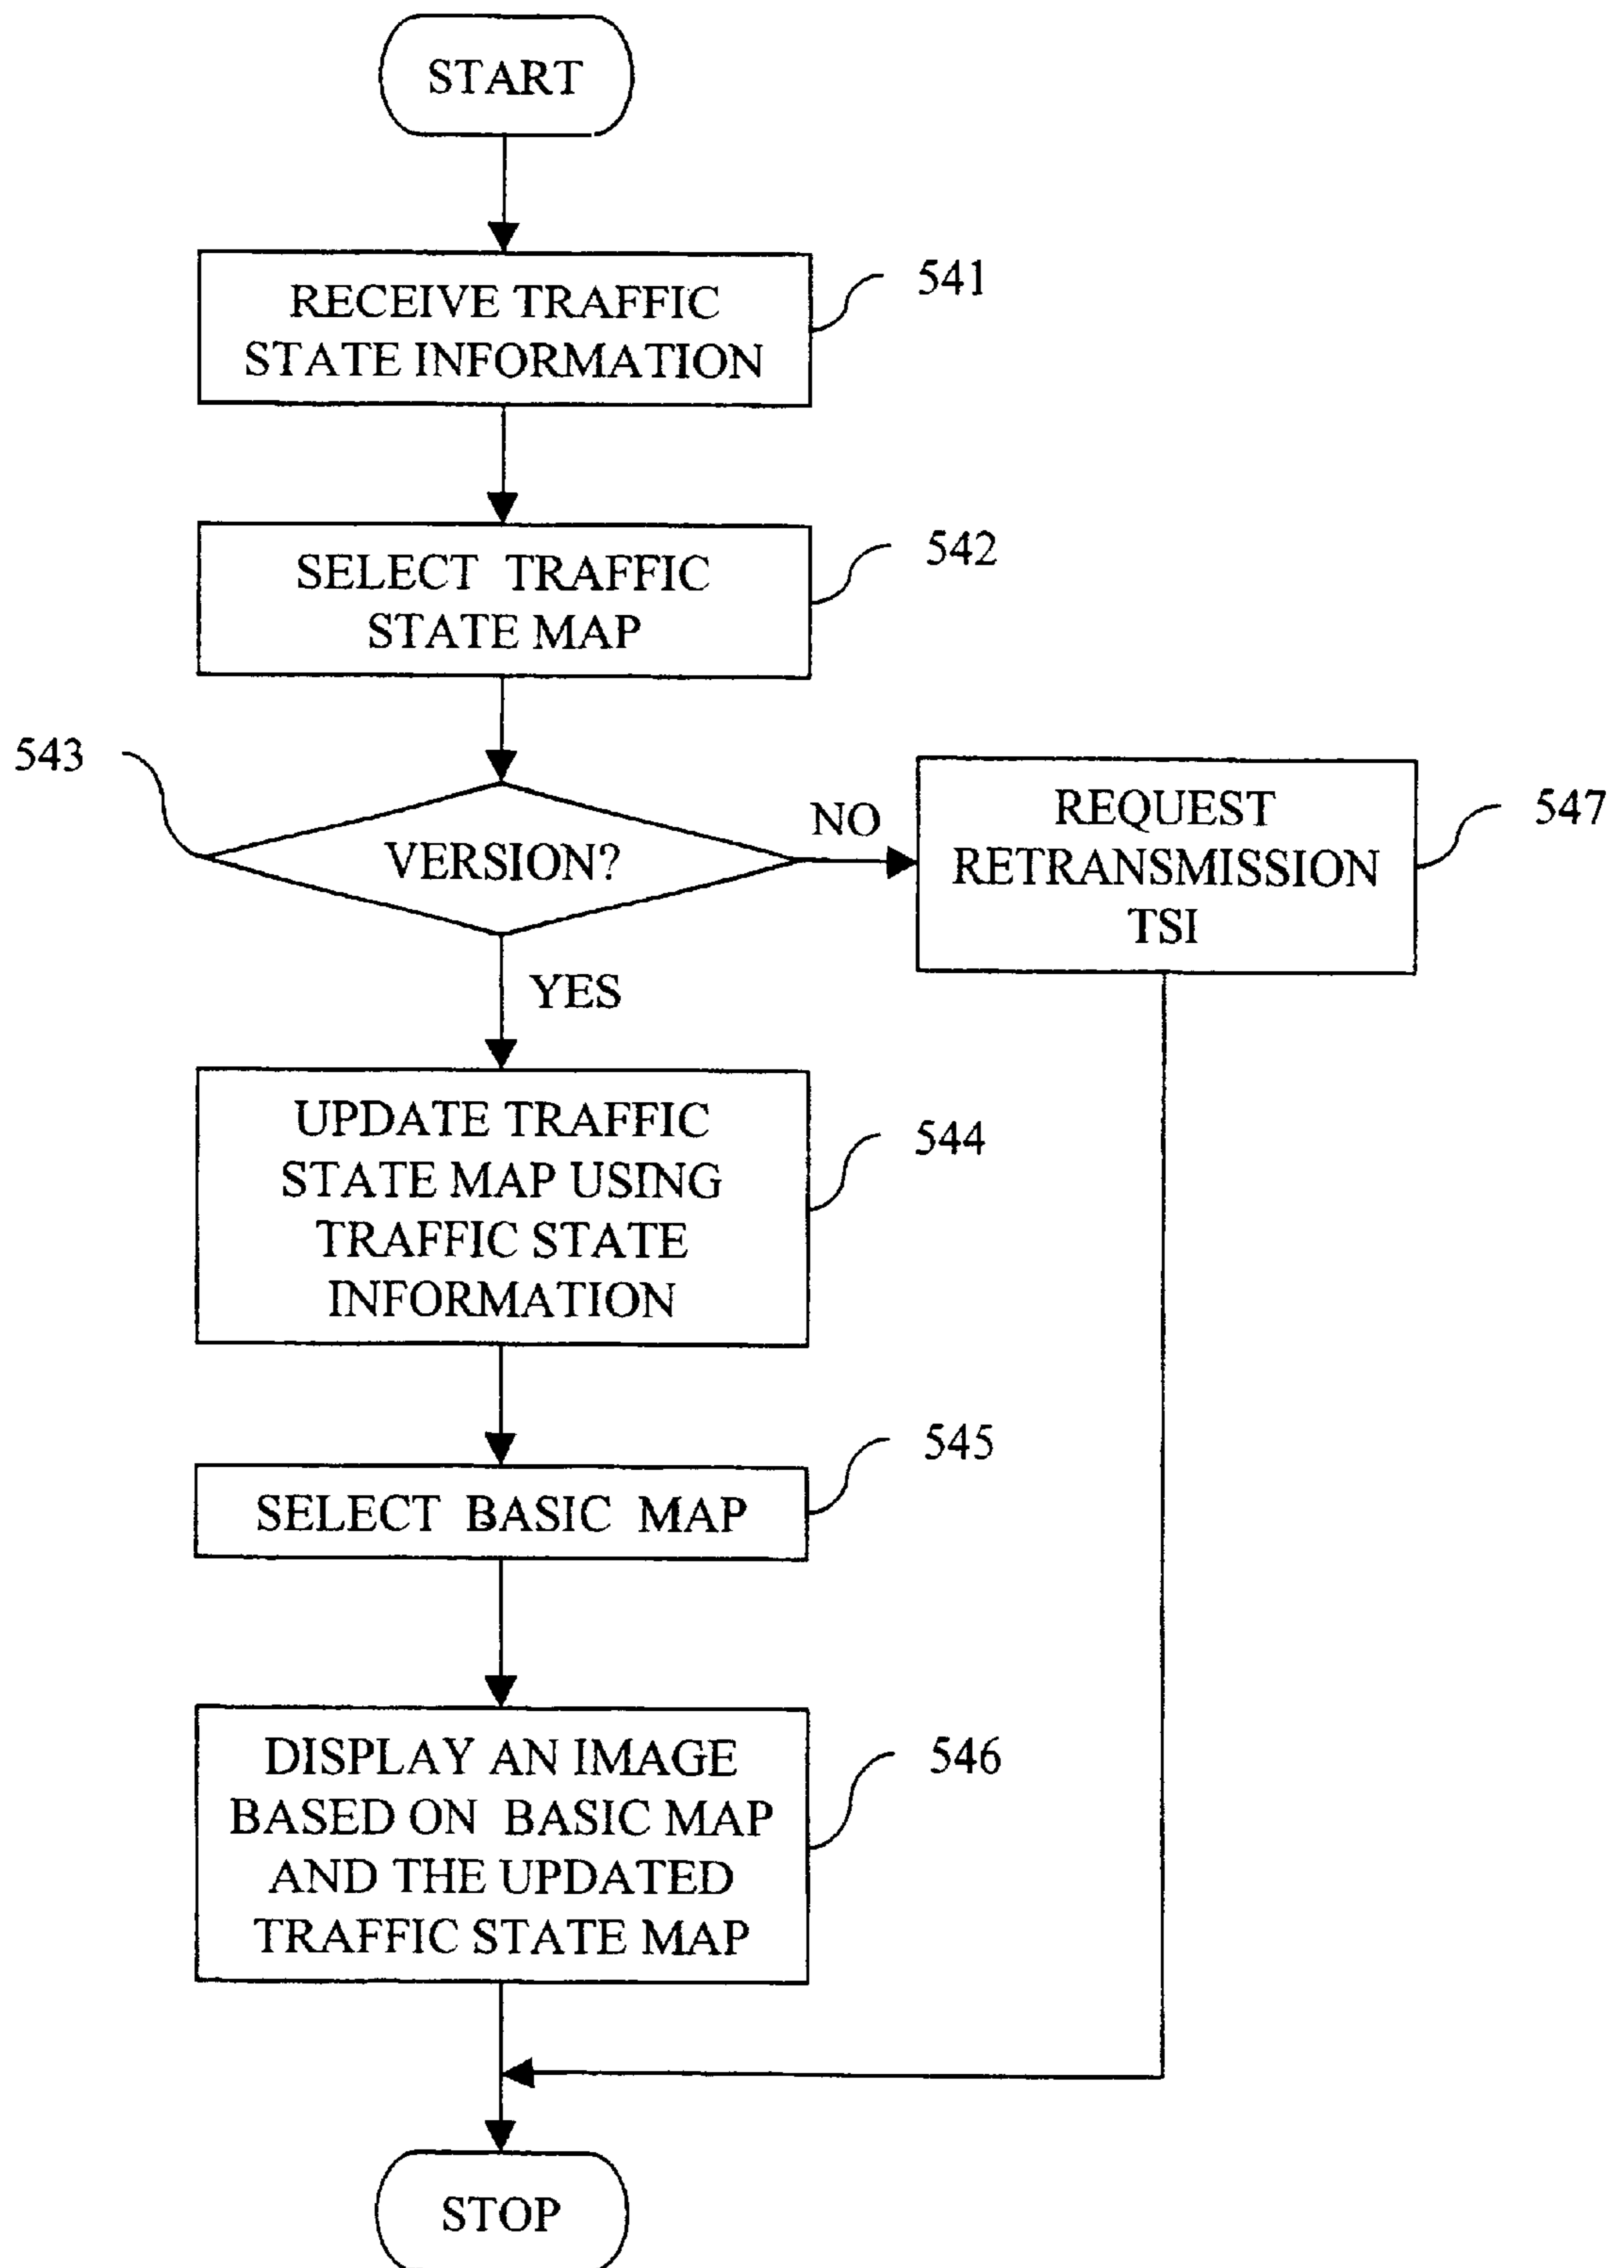 START
RECEIVE TRAFFIC
STATE INFORMATION
541
SELECT TRAFFIC
STATE MAP
542
543
VERSION?
NO
REQUEST
RETRANSMISSION
TSI
547
YES
UPDATE TRAFFIC
STATE MAP USING
TRAFFIC STATE
INFORMATION
544
SELECT BASIC MAP
545
DISPLAY AN IMAGE
BASED ON BASIC MAP
AND THE UPDATED
TRAFFIC STATE MAP
546
STOP